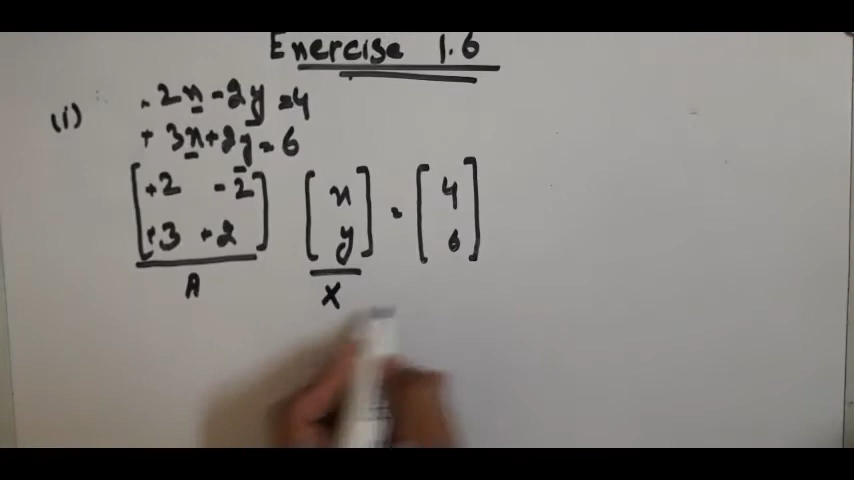 Exercise 1.6
(i) 2x - 2y = 4
+ 3x + 2y = 6
[+2 -2] [x] = [4]
[+3 +2] [y] [6]
A X